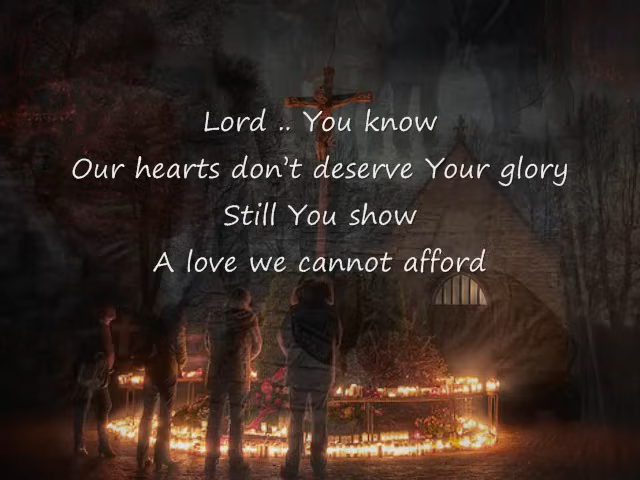 Lord .. You know
Our hearts don’t deserve Your glory
Still You show
A love we cannot afford